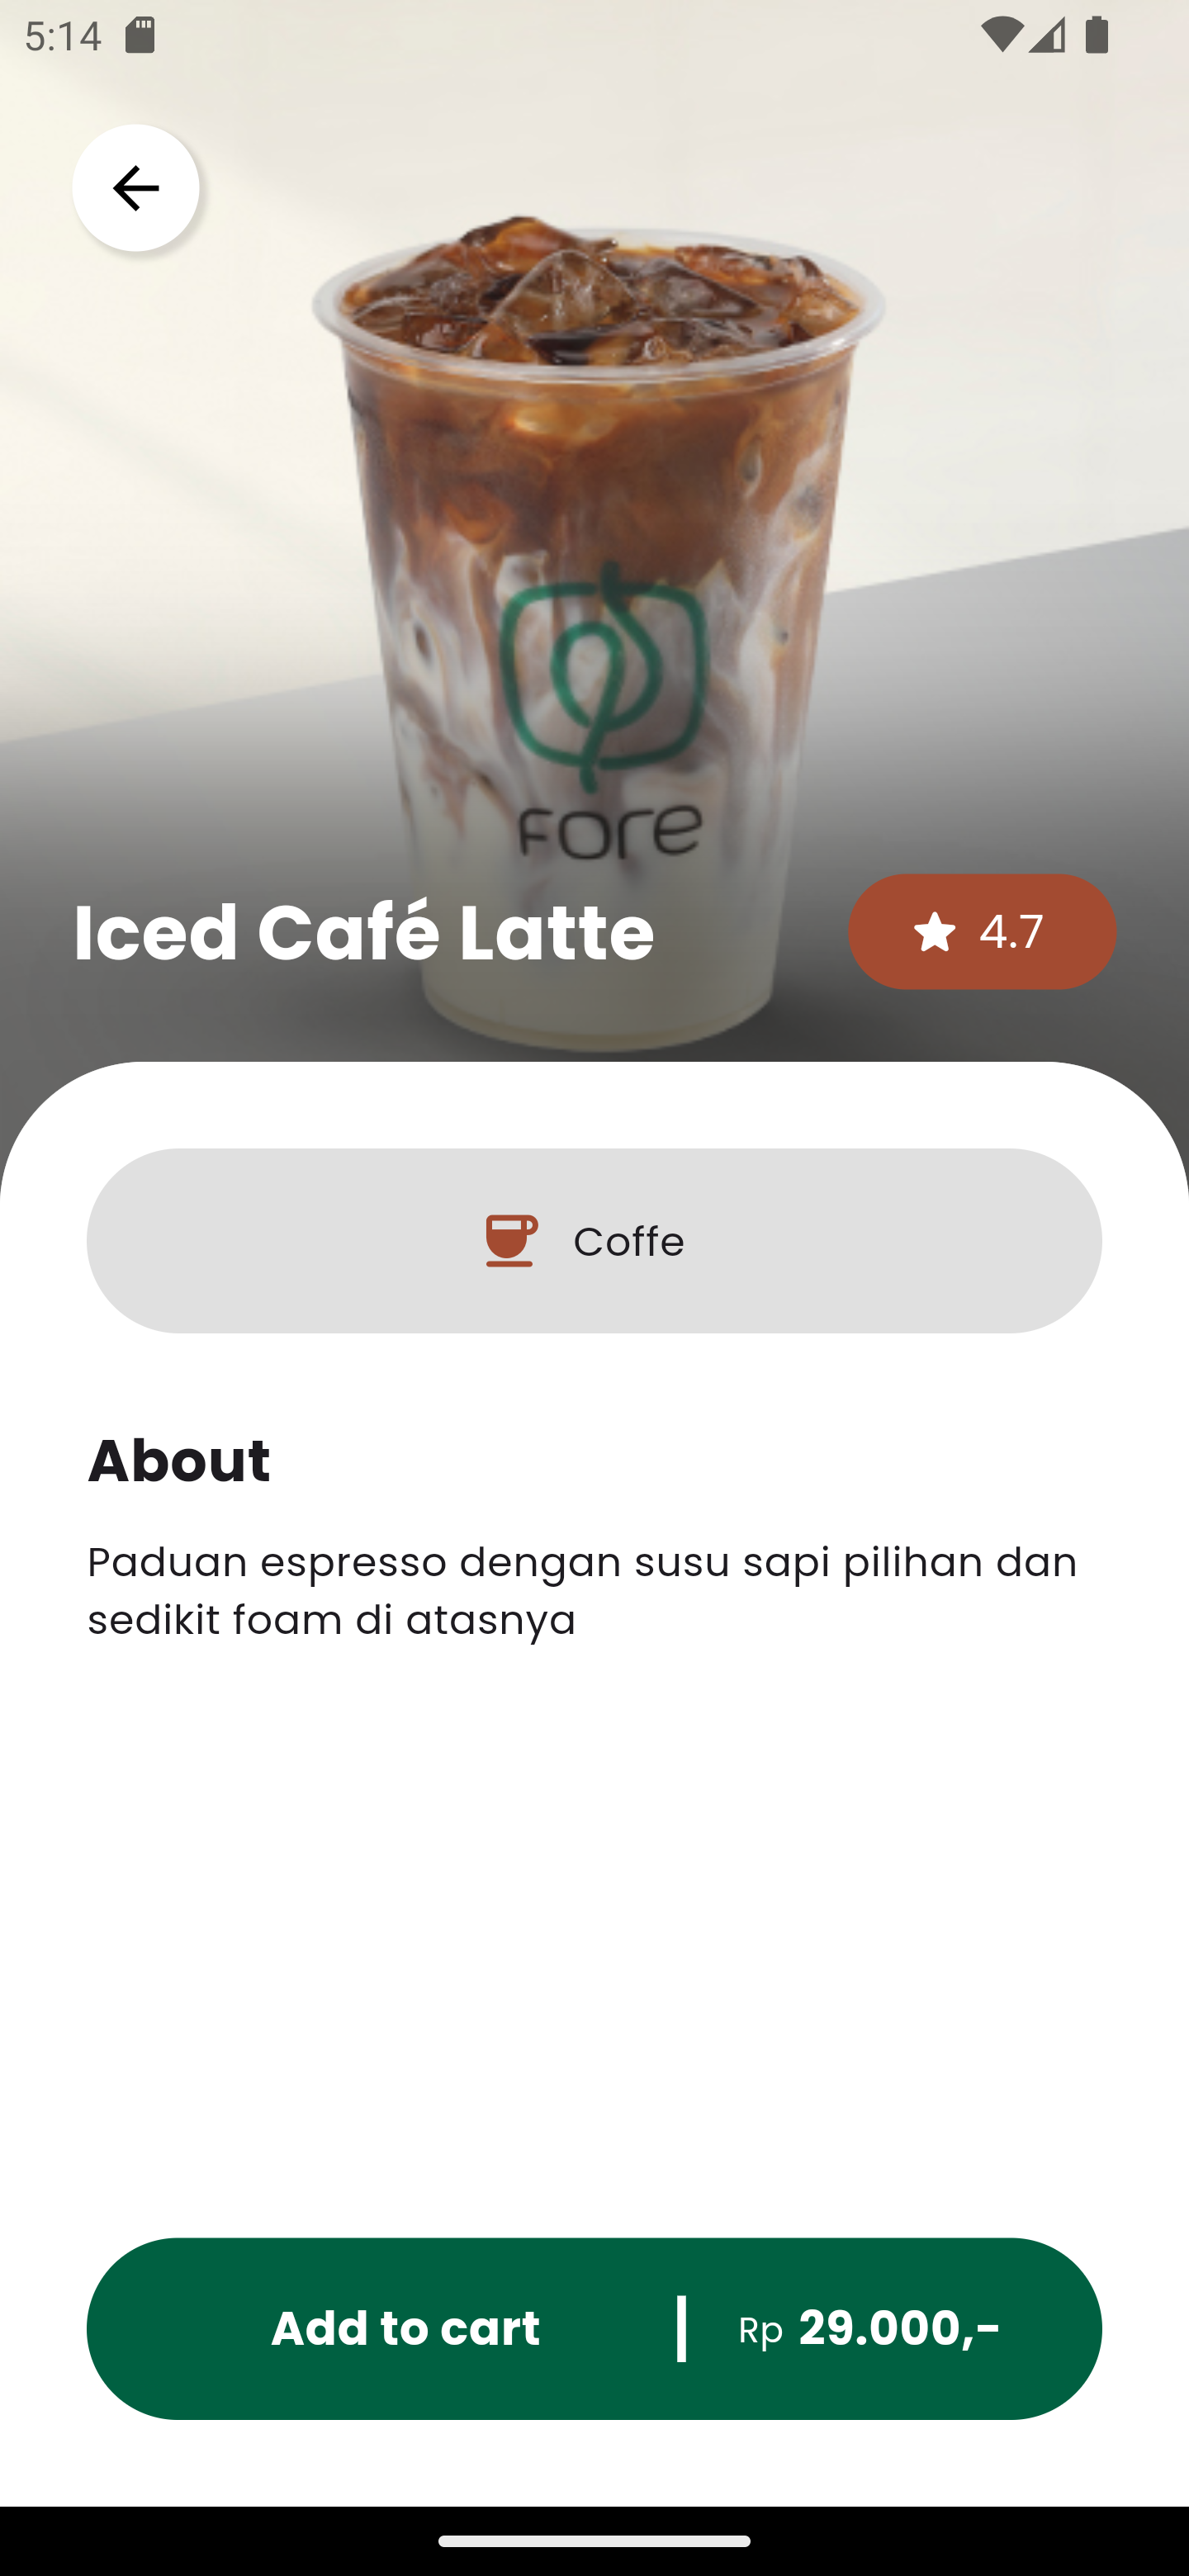 5:14
FORE
Iced Café Latte
4.7
Coffe
About
Paduan espresso dengan susu sapi pilihan dan
sedikit foam di atasnya
Add to cart | Rp 29.000,-